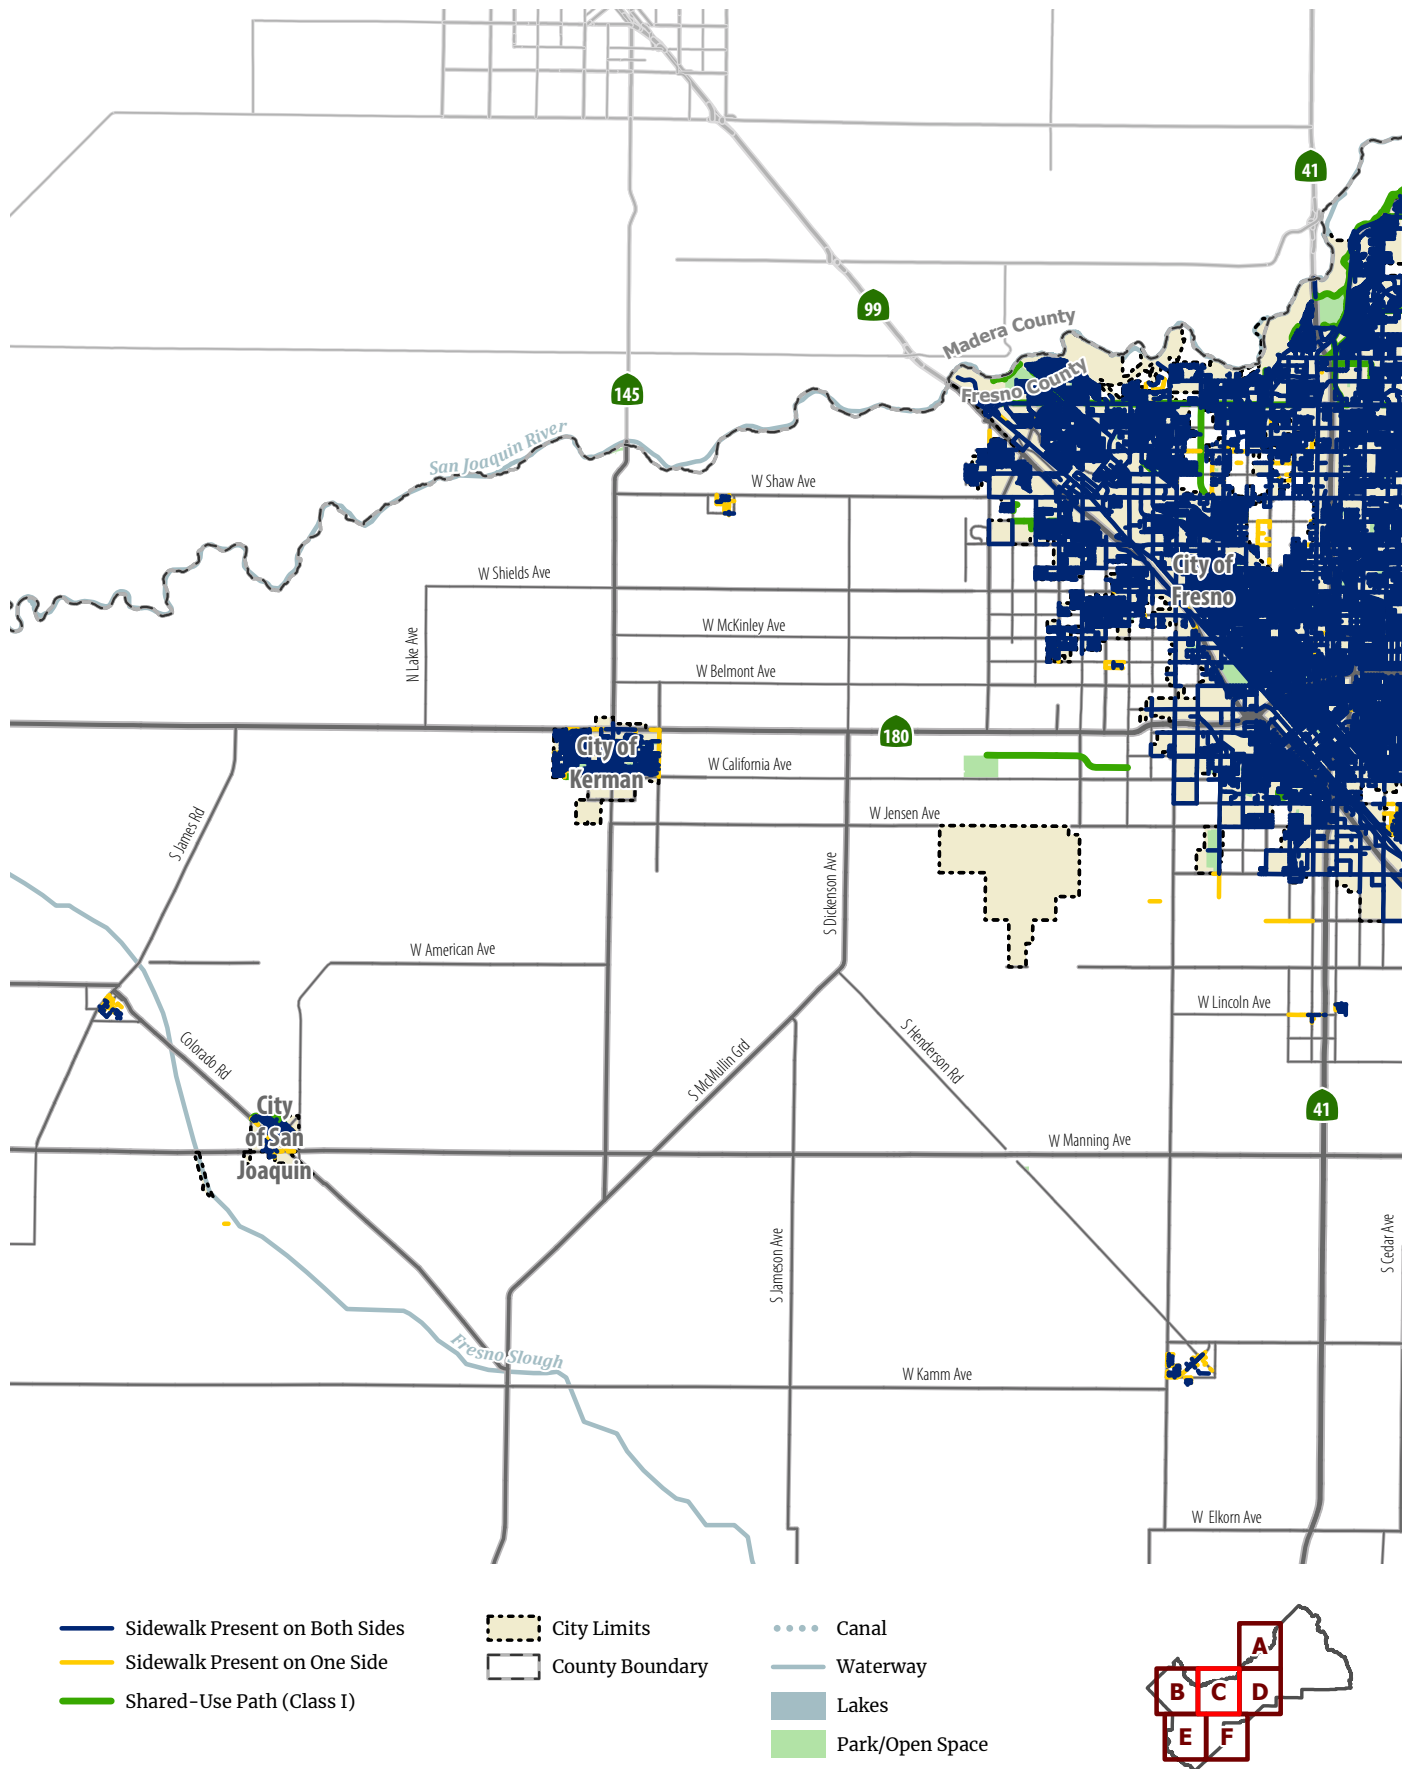 41
99
Madera County
Fresno County
145
San Joaquin River
W Shaw Ave
City of
Fresno
W Shields Ave
N Lake Ave
W McKinley Ave
W Belmont Ave
180
City of
Kerman
W California Ave
S James Rd
W Jensen Ave
S Dickenson Ave
W American Ave
W Lincoln Ave
Colorado Rd
S McMullin Grd
S Henderson Rd
City
of San
Joaquin
41
W Manning Ave
S Jameson Ave
S Cedar Ave
Fresno Slough
W Kamm Ave
W Elkorn Ave
Sidewalk Present on Both Sides
Sidewalk Present on One Side
Shared-Use Path (Class I)
City Limits
County Boundary
Canal
Waterway
Lakes
Park/Open Space
A
B
C
D
E
F